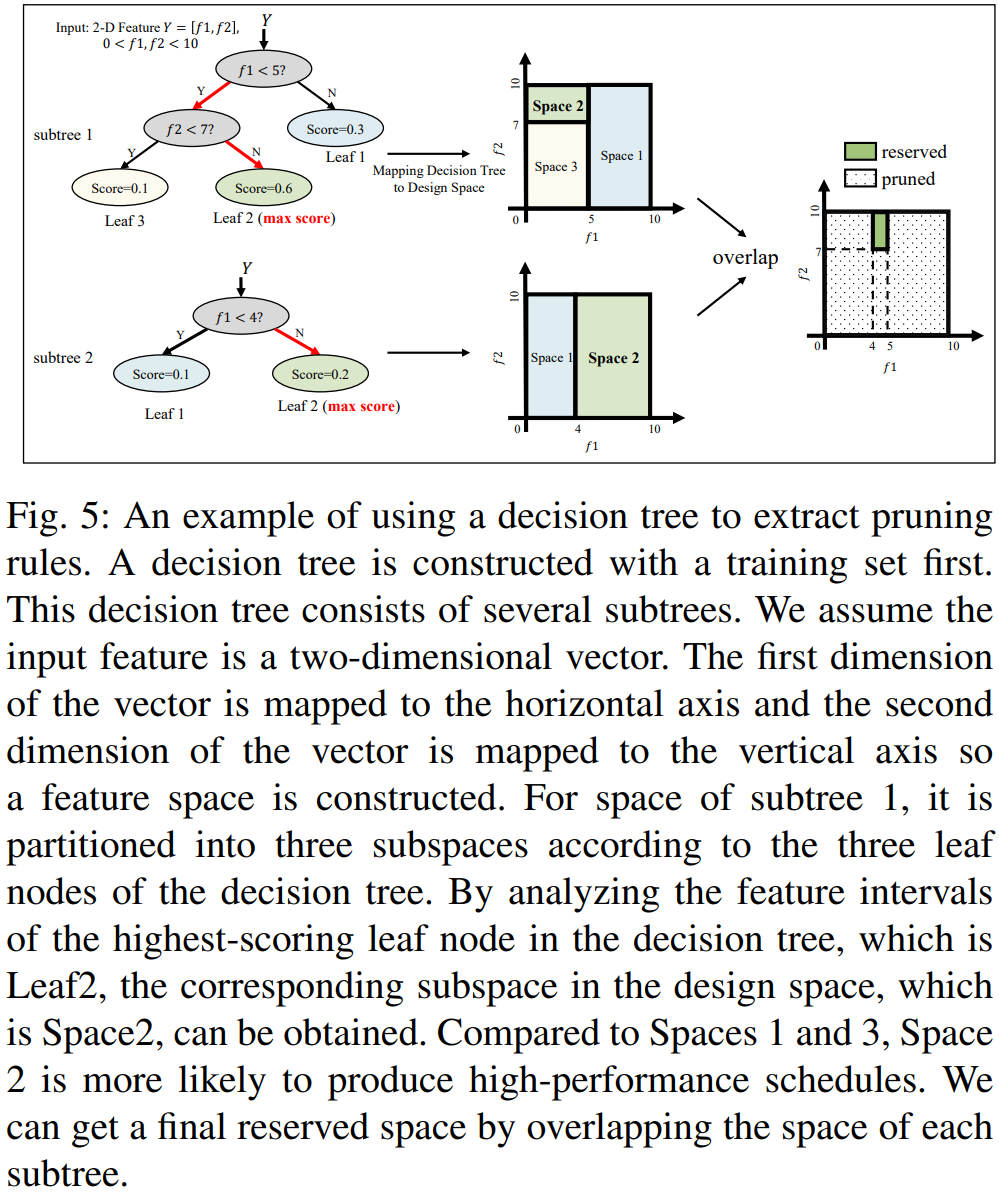 Input: 2-D Feature Y = [f1, f2],
0 < f1, f2 < 10
Y
f1 < 5?
Y
N
subtree 1
f2 < 7?
Score=0.3
Leaf 1
Y
N
Score=0.1
Score=0.6
Leaf 3
Leaf 2 (max score)
Mapping Decision Tree
to Design Space
10
Space 2
7
f2
Space 3
Space 1
0
5
10
f1
Y
f1 < 4?
Y
N
subtree 2
Score=0.1
Score=0.2
Leaf 1
Leaf 2 (max score)
10
f2
Space 1
Space 2
0
4
10
f1
overlap
reserved
pruned
10
7
f2
0
4
5
10
f1
Fig. 5: An example of using a decision tree to extract pruning
rules. A decision tree is constructed with a training set first.
This decision tree consists of several subtrees. We assume the
input feature is a two-dimensional vector. The first dimension
of the vector is mapped to the horizontal axis and the second
dimension of the vector is mapped to the vertical axis so
a feature space is constructed. For space of subtree 1, it is
partitioned into three subspaces according to the three leaf
nodes of the decision tree. By analyzing the feature intervals
of the highest-scoring leaf node in the decision tree, which is
Leaf2, the corresponding subspace in the design space, which
is Space2, can be obtained. Compared to Spaces 1 and 3, Space
2 is more likely to produce high-performance schedules. We
can get a final reserved space by overlapping the space of each
subtree.